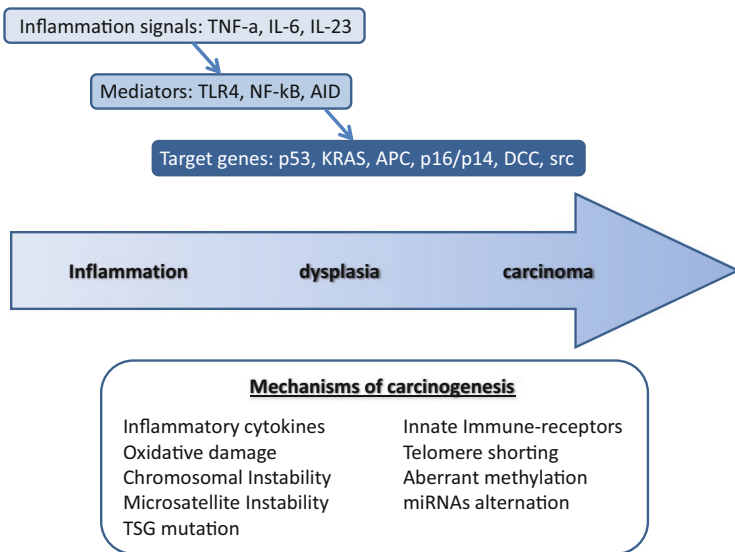 Inflammation signals: TNF-a, IL-6, IL-23
Mediators: TLR4, NF-kB, AID
Target genes: p53, KRAS, APC, p16/p14, DCC, src
Inflammation dysplasia carcinoma
Mechanisms of carcinogenesis
Inflammatory cytokines
Oxidative damage
Chromosomal Instability
Microsatellite Instability
TSG mutation
Innate Immune-receptors
Telomere shorting
Aberrant methylation
miRNAs alternation